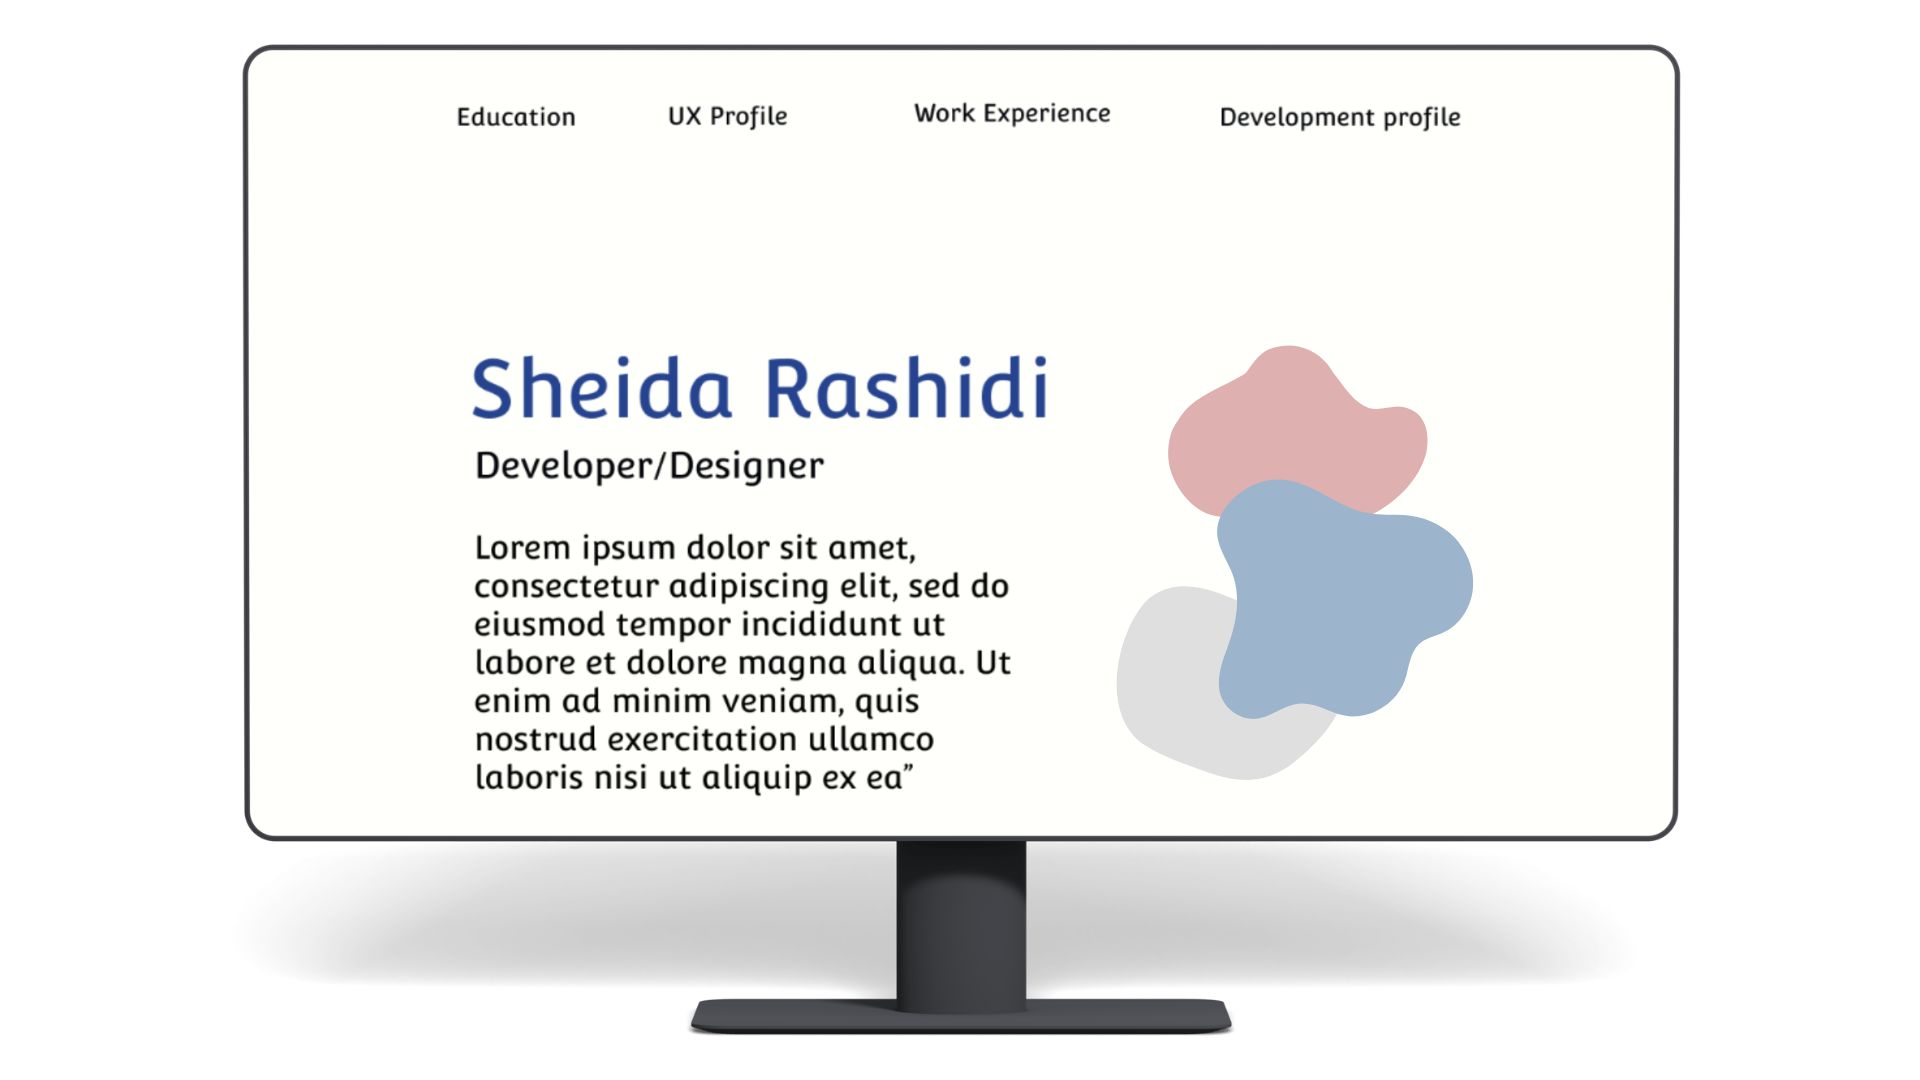 Education UX Profile Work Experience Development profile
Sheida Rashidi
Developer/Designer
Lorem ipsum dolor sit amet,
consectetur adipiscing elit, sed do
eiusmod tempor incididunt ut
labore et dolore magna aliqua. Ut
enim ad minim veniam, quis
nostrud exercitation ullamco
laboris nisi ut aliquip ex ea”